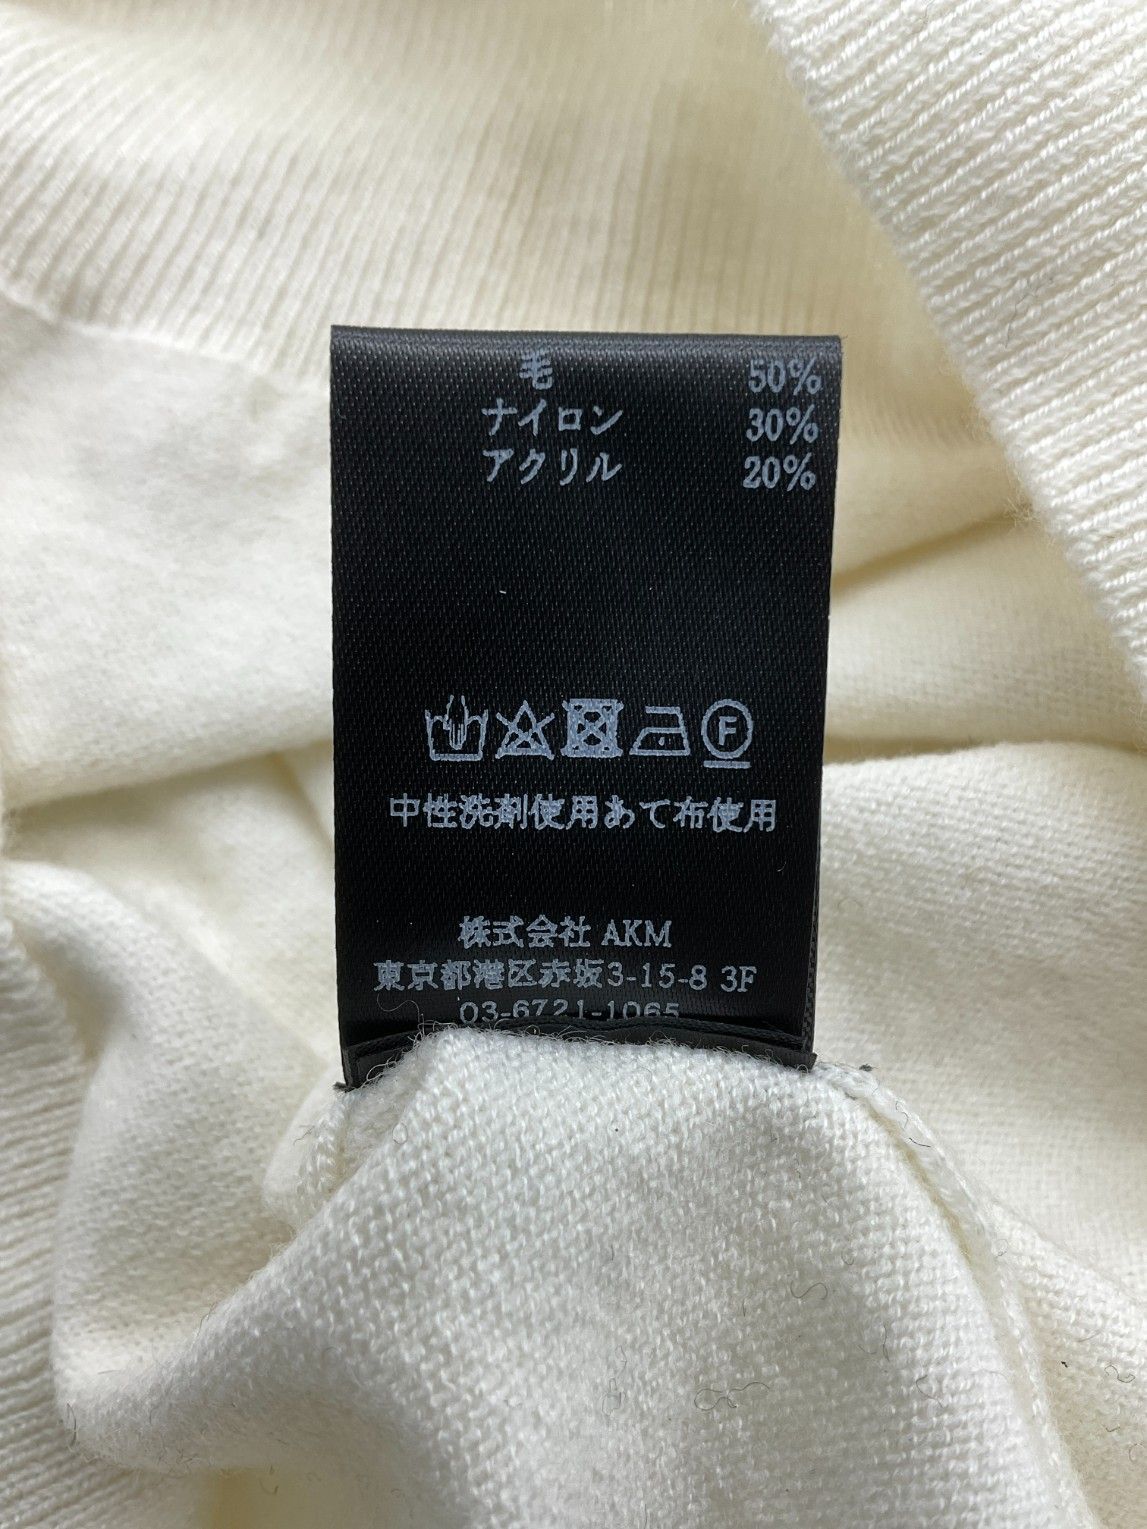 毛 50%
ナイロン 30%
アクリル 20%
F
中性洗剤使用あて布使用
株式会社 AKM
東京都港区赤坂3-15-8 3F
03-6721-1065